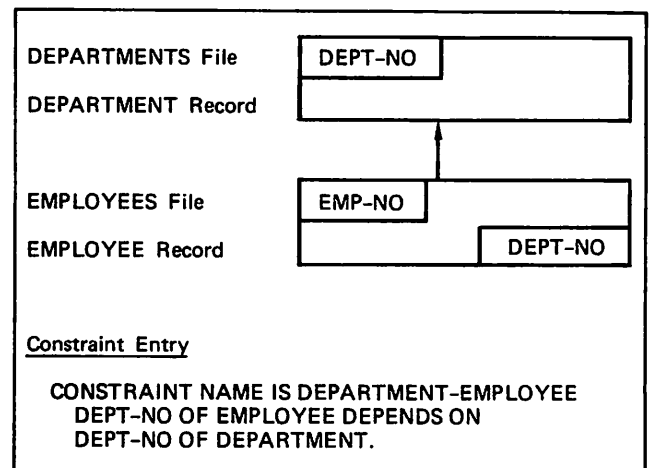 DEPARTMENTS File DEPT-NO
DEPARTMENT Record
EMPLOYEES File EMP-NO
EMPLOYEE Record DEPT-NO
Constraint Entry
CONSTRAINT NAME IS DEPARTMENT-EMPLOYEE
DEPT-NO OF EMPLOYEE DEPENDS ON
DEPT-NO OF DEPARTMENT.